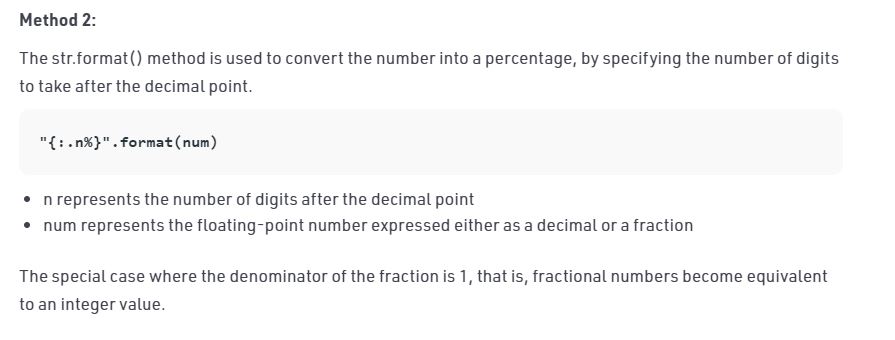 Method 2:
The str.format() method is used to convert the number into a percentage, by specifying the number of digits
to take after the decimal point.
"{:.n%}".format(num)
• n represents the number of digits after the decimal point
• num represents the floating-point number expressed either as a decimal or a fraction
The special case where the denominator of the fraction is 1, that is, fractional numbers become equivalent
to an integer value.